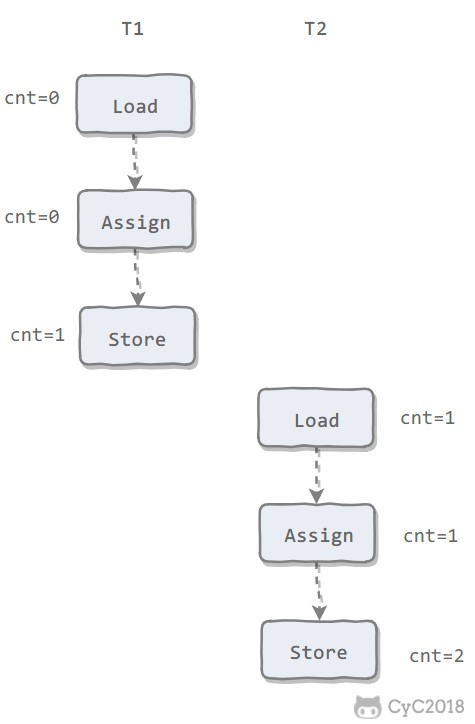 T1 T2
cnt=0 Load
cnt=0 Assign
cnt=1 Store
Load cnt=1
Assign cnt=1
Store cnt=2
CyC2018